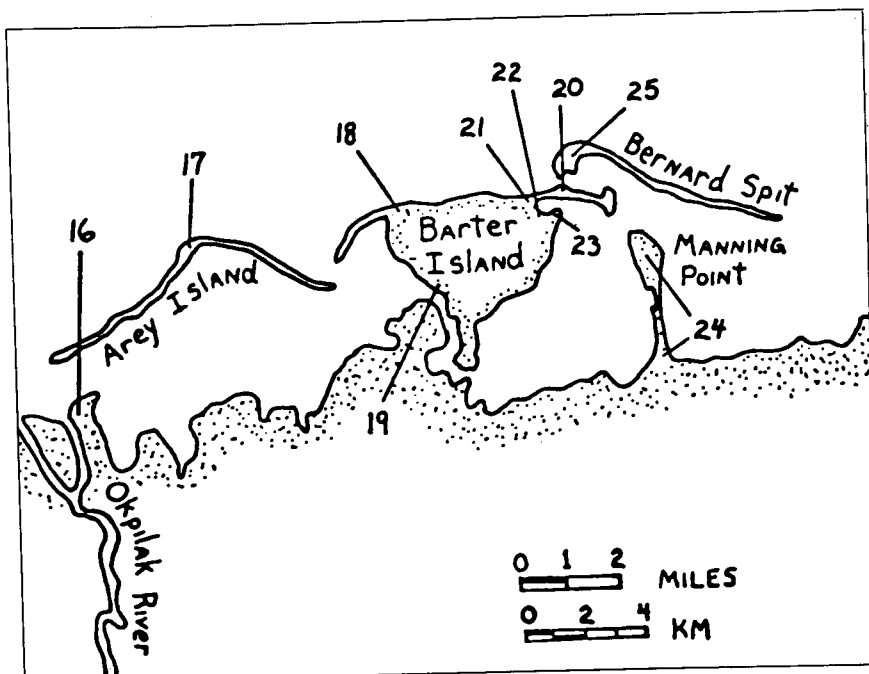 22
20
25
21
18
17
16
Bernard Spit
Barter
Island
23
Manning
Point
Arey Island
24
19
Okpilak River
0 1 2
MILES
0 2 4
KM